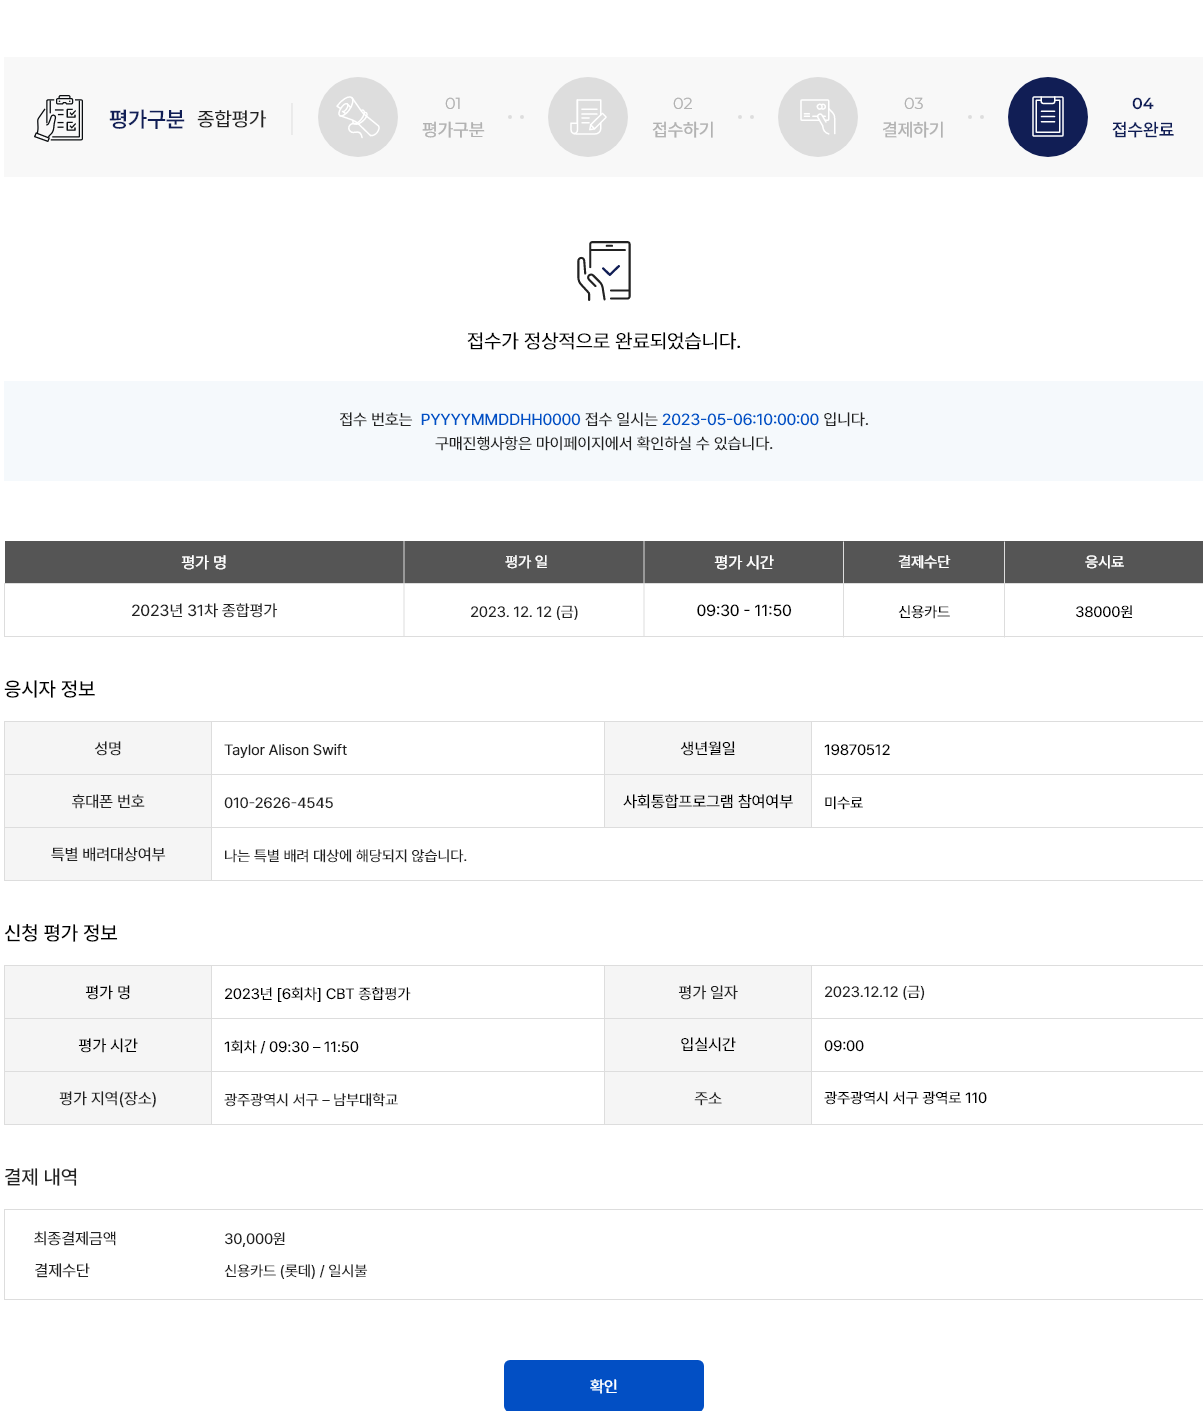 평가구분 종합평가
01
평가구분
02
접수하기
03
결제하기
04
접수완료
접수가 정상적으로 완료되었습니다.
접수 번호는 PYYYYMMDDHH0000 접수 일시는 2023-05-06:10:00:00 입니다.
구매진행사항은 마이페이지에서 확인하실 수 있습니다.
평가 명 평가 일 평가 시간 결제수단 응시료
2023년 31차 종합평가 2023. 12. 12 (금) 09:30 - 11:50 신용카드 38000원
응시자 정보
성명 Taylor Alison Swift 생년월일 19870512
휴대폰 번호 010-2626-4545 사회통합프로그램 참여여부 미수료
특별 배려대상여부 나는 특별 배려 대상에 해당되지 않습니다.
신청 평가 정보
평가 명 2023년 [6회차] CBT 종합평가 평가 일자 2023.12.12 (금)
평가 시간 1회차 / 09:30 – 11:50 입실시간 09:00
평가 지역(장소) 광주광역시 서구 – 남부대학교 주소 광주광역시 서구 광역로 110
결제 내역
최종결제금액 30,000원
결제수단 신용카드 (롯데) / 일시불
확인